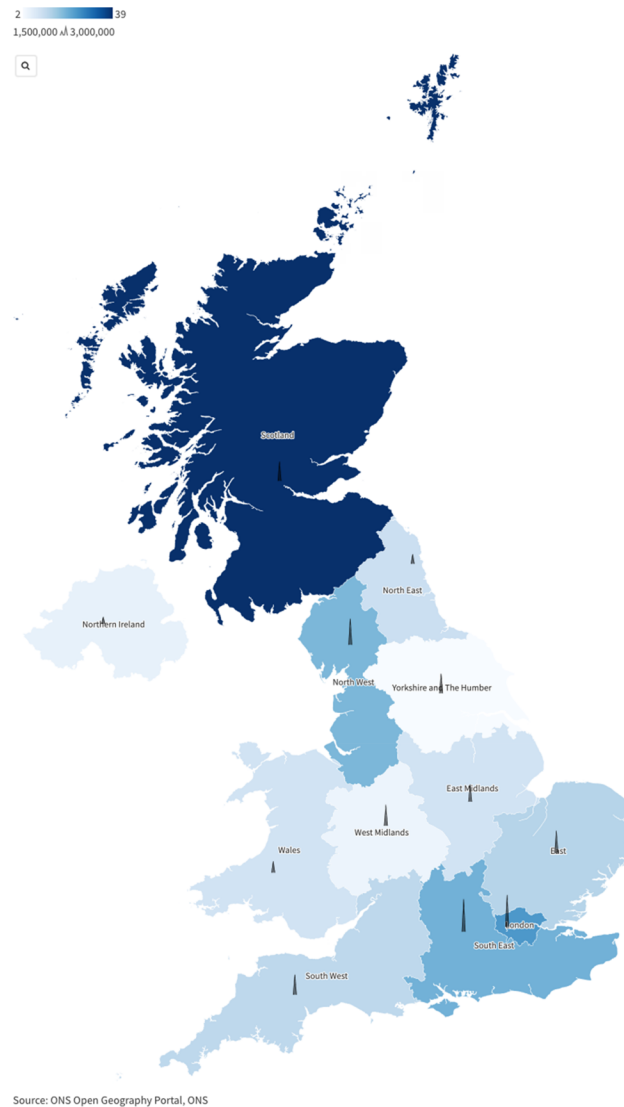 2 39
1,500,000 3,000,000
Scotland
North East
Northern Ireland
North West
Yorkshire and The Humber
East Midlands
West Midlands
East
Wales
London
South East
South West
Source: ONS Open Geography Portal, ONS